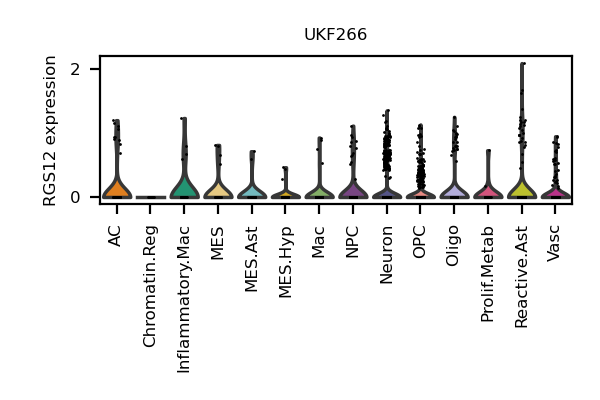 UKF266
RGS12 expression
2
0
AC
Chromatin.Reg
Inflammatory.Mac
MES
MES.Ast
MES.Hyp
Mac
NPC
Neuron
OPC
Oligo
Prolif.Metab
Reactive.Ast
Vasc